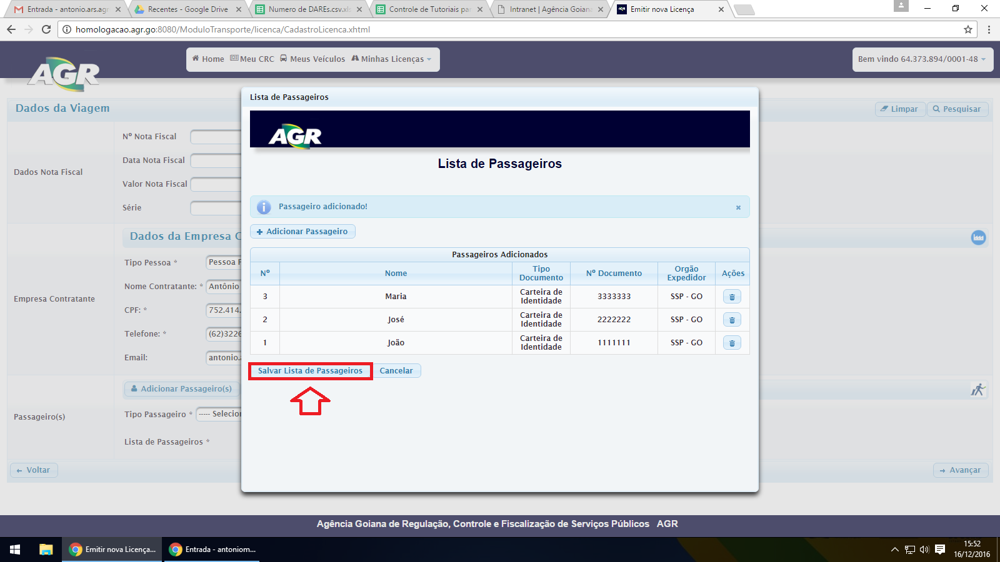 Entrada - antonio.ars.agr
Recentes - Google Drive
Numero de DAREs.csv.xls
Controle de Tutoriais par
Intranet | Agência Goiana
Emitir nova Licença
homologacao.agr.go:8080/ModuloTransporte/licenca/CadastroLicenca.xhtml
AGR
Home
Meu CRC
Meus Veículos
Minhas Licenças
Bem vindo 64.373.894/0001-48
Dados da Viagem
Limpar
Pesquisar
Dados Nota Fiscal
Nº Nota Fiscal
Data Nota Fiscal
Valor Nota Fiscal
Série
Empresa Contratante
Dados da Empresa C
Tipo Pessoa *
Pessoa F
Nome Contratante: *
Antônio
CPF: *
752.414.
Telefone: *
(62)3226
Email:
antonio.a
Passageiro(s)
Adicionar Passageiro(s)
Tipo Passageiro *
----- Selecion
Lista de Passageiros *
Voltar
Avançar
Lista de Passageiros
AGR
Lista de Passageiros
Passageiro adicionado!
Adicionar Passageiro
Passageiros Adicionados
Nº Nome Tipo Documento Nº Documento Orgão Expedidor Ações
3 Maria Carteira de Identidade 3333333 SSP - GO
2 José Carteira de Identidade 2222222 SSP - GO
1 João Carteira de Identidade 1111111 SSP - GO
Salvar Lista de Passageiros
Cancelar
Agência Goiana de Regulação, Controle e Fiscalização de Serviços Públicos AGR
Emitir nova Licença...
Entrada - antoniom...
15:52
16/12/2016